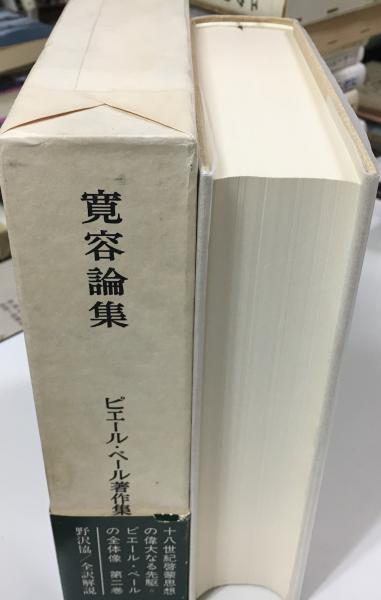 寛容論集
ピエール・ベール著作集
十八世紀啓蒙思想
の偉大なる先駆・
ピエール・ベール
の全体像 第二巻
野沢協/全訳解説